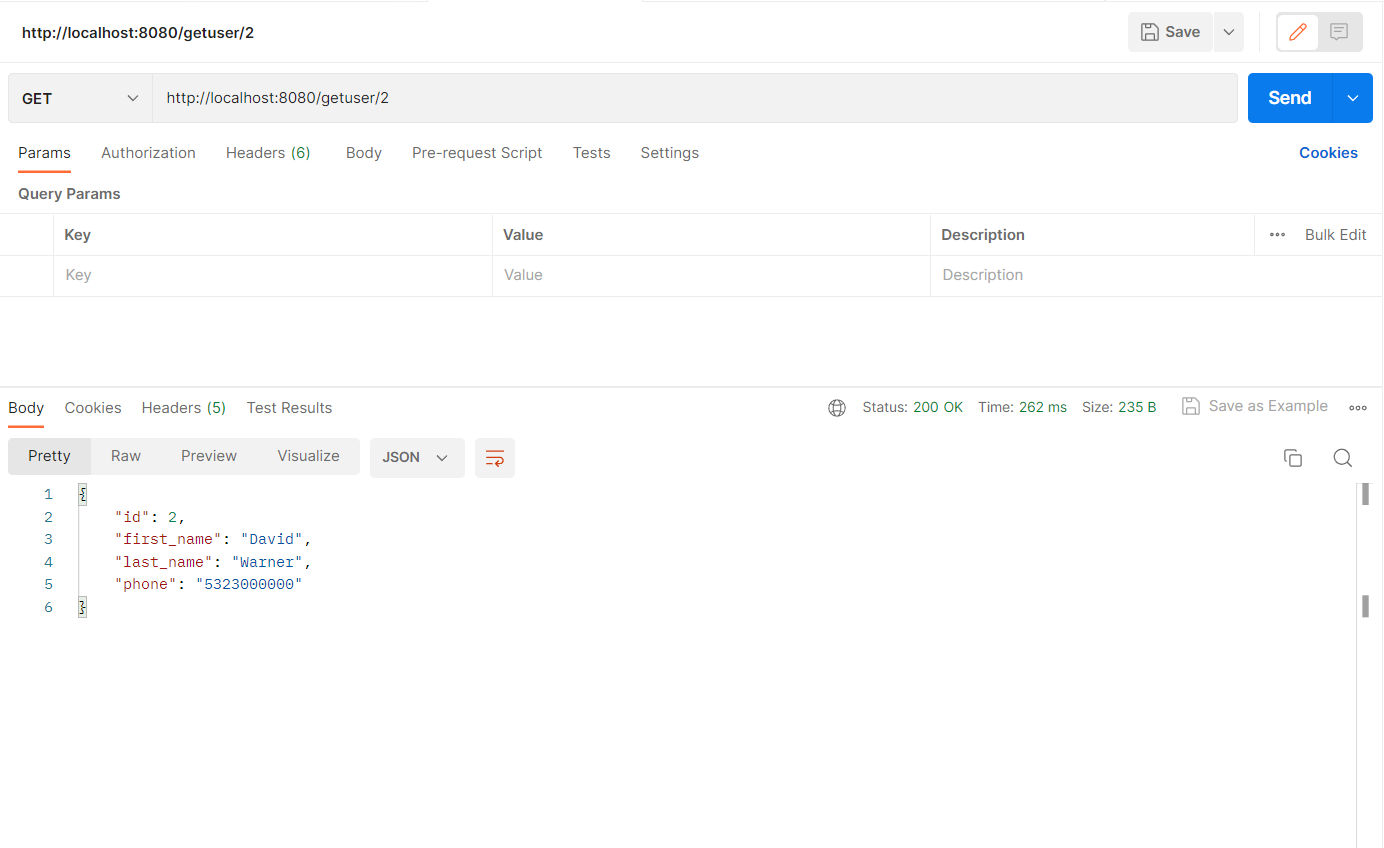 http://localhost:8080/getuser/2 Save
GET http://localhost:8080/getuser/2 Send
Params Authorization Headers (6) Body Pre-request Script Tests Settings Cookies
Query Params
Key Value Description Bulk Edit
Key Value Description
Body Cookies Headers (5) Test Results Status: 200 OK Time: 262 ms Size: 235 B Save as Example
Pretty Raw Preview Visualize JSON
1 {
2 "id": 2,
3 "first_name": "David",
4 "last_name": "Warner",
5 "phone": "5323000000"
6 }